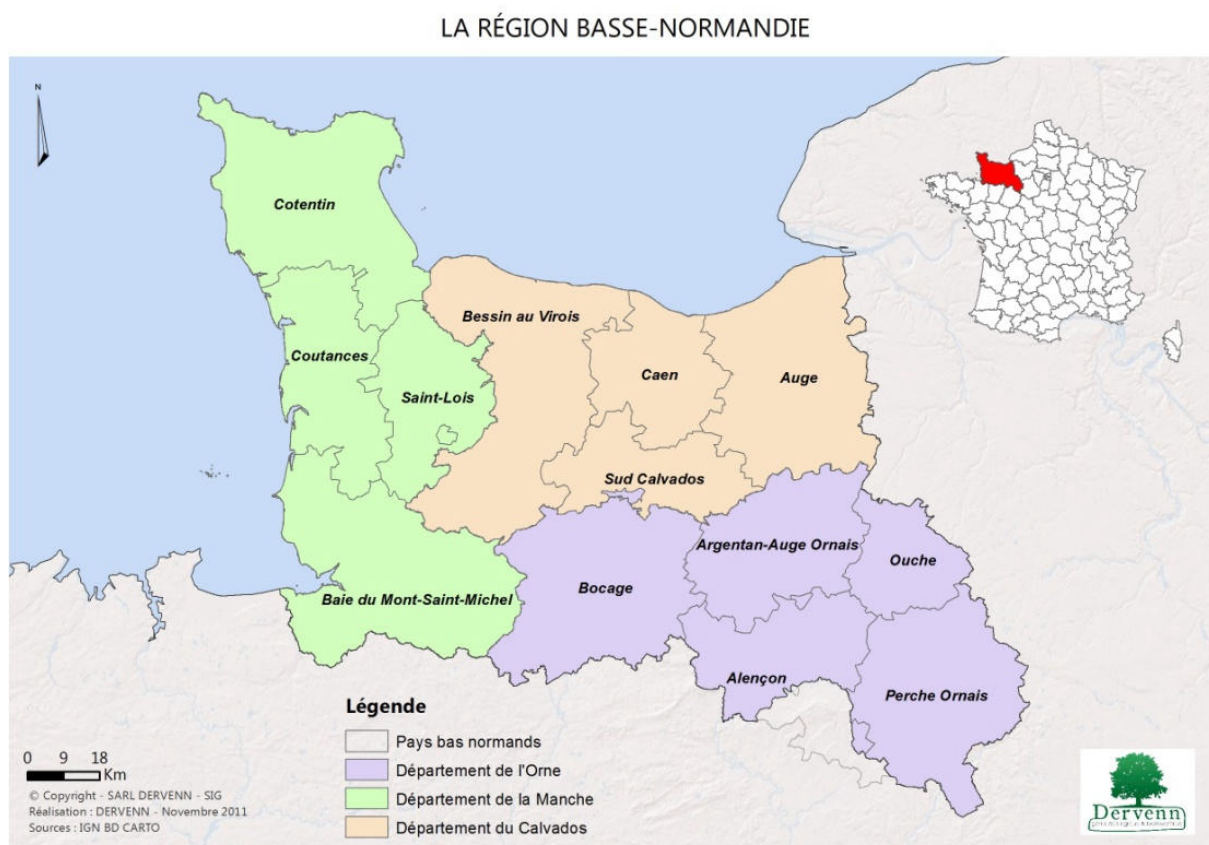 LA RÉGION BASSE-NORMANDIE
N
Cotentin
Bessin au Virois
Coutances
Caen
Auge
Saint-Lois
Sud Calvados
Argentan-Auge Ornais
Ouche
Bocage
Baie du Mont-Saint-Michel
Alençon
Perche Ornais
Légende
Pays bas normands
Département de l'Orne
Département de la Manche
Département du Calvados
0 9 18
Km
© Copyright - SARL DERVENN - SIG
Réalisation : DERVENN - Novembre 2011
Sources : IGN BD CARTO
Dervenn